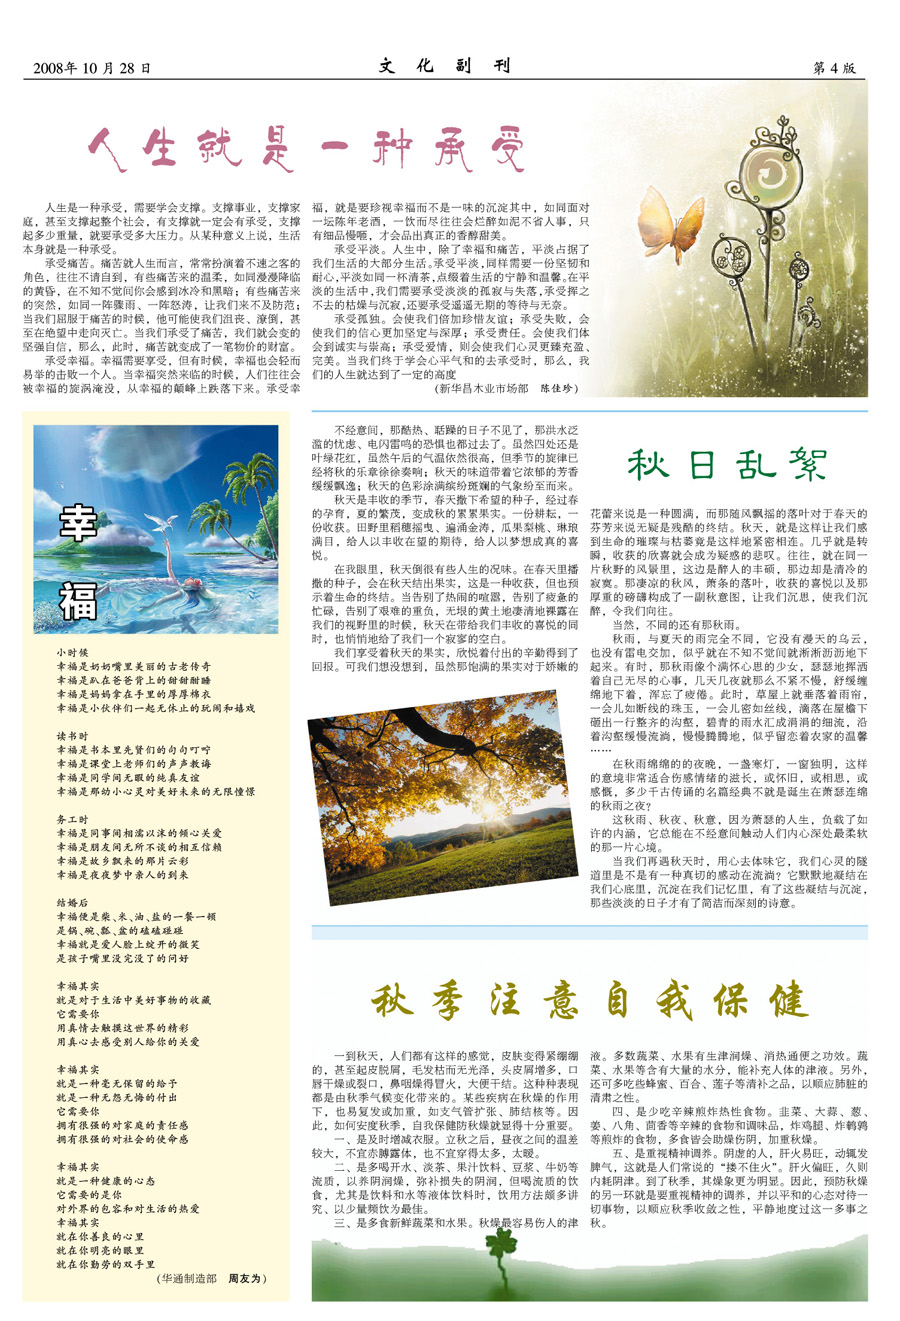 2008年 10 月 28 日
文 化 副 刊
第 4 版
人生就是一种承受
人生是一种承受，需要学会支撑。支撑事业，支撑家
庭，甚至支撑起整个社会，有支撑就一定会有承受，支撑
起多少重量，就要承受多大压力。从某种意义上说，生活
本身就是一种承受。
承受痛苦。痛苦就人生而言，常常扮演着不速之客的
角色，往往不请自到，有些痛苦来的温柔，如同漫漫降临
的黄昏，在不知不觉间你会感到冰冷和黑暗；有些痛苦来
的突然，如同一阵骤雨、一阵怒涛，让我们来不及防范；
当我们屈服于痛苦的时候，他可能使我们沮丧、潦倒，甚
至在绝望中走向灭亡。当我们承受了痛苦，我们就会变的
坚强自信，那么，此时，痛苦就变成了一笔物价的财富。
承受幸福。幸福需要享受，但有时候，幸福也会轻而
易举的击败一个人。当幸福突然来临的时候，人们往往会
被幸福的旋涡淹没，从幸福的颠峰上跌落下来。承受幸
福，就是要珍视幸福而不是一味的沉淀其中，如同面对
一坛陈年老酒，一饮而尽往往会烂醉如泥不省人事，只
有细品慢咂，才会品出真正的香醇甜美。
承受平淡。人生中，除了幸福和痛苦，平淡占据了
我们生活的大部分生活。承受平淡，同样需要一份坚韧和
耐心，平淡如同一杯清茶，点缀着生活的宁静和温馨。在平
淡的生活中，我们需要承受淡淡的孤寂与失落，承受挥之
不去的枯燥与沉寂，还要承受遥遥无期的等待与无奈。
承受孤独。会使我们倍加珍惜友谊；承受失败，会
使我们的信心更加坚定与深厚；承受责任。会使我们体
会到诚实与崇高；承受爱情，则会使我们心灵更臻充盈、
完美。当我们终于学会心平气和的去承受时，那么，我
们的人生就达到了一定的高度
(新华昌木业市场部　陈佳珍)
幸
福
小时候
幸福是奶奶嘴里美丽的古老传奇
幸福是趴在爸爸背上的甜甜酣睡
幸福是妈妈拿在手里的厚厚棉衣
幸福是小伙伴们一起无休止的玩闹和嬉戏
读书时
幸福是书本里先贤们的句句叮咛
幸福是课堂上老师们的声声教诲
幸福是同学间无暇的纯真友谊
幸福是那幼小心灵对美好未来的无限憧憬
务工时
幸福是同事间相濡以沫的倾心关爱
幸福是朋友间无所不谈的相互信赖
幸福是故乡飘来的那片云彩
幸福是夜夜梦中亲人的到来
结婚后
幸福便是柴、米、油、盐的一餐一顿
是锅、碗、瓢、盆的磕磕碰碰
幸福就是爱人脸上绽开的微笑
是孩子嘴里没完没了的问好
幸福其实
就是对于生活中美好事物的收藏
它需要你
用真情去触摸这世界的精彩
用真心去感受别人给你的关爱
幸福其实
就是一种毫无保留的给予
就是一种无怨无悔的付出
它需要你
拥有很强的对家庭的责任感
拥有很强的对社会的使命感
幸福其实
就是一种健康的心态
它需要的是你
对外界的包容和对生活的热爱
幸福其实
就在你善良的心里
就在你明亮的眼里
就在你勤劳的双手里
(华通制造部　周友为)
秋日乱絮
不经意间，那酷热、聒躁的日子不见了，那洪水泛
滥的忧虑、电闪雷鸣的恐惧也都过去了。虽然四处还是
叶绿花红，虽然午后的气温依然很高，但季节的旋律已
经将秋的乐章徐徐奏响；秋天的味道带着它浓郁的芳香
缓缓飘逸；秋天的色彩涂满缤纷斑斓的气象纷至而来。
秋天是丰收的季节，春天撒下希望的种子，经过春
的孕育，夏的繁茂，变成秋的累累果实。一份耕耘，一
份收获。田野里稻穗摇曳、遍涌金涛，瓜果梨桃、琳琅
满目，给人以丰收在望的期待，给人以梦想成真的喜
悦。
在我眼里，秋天倒很有些人生的况味。在春天里播
撒的种子，会在秋天结出果实，这是一种收获，但也预
示着生命的终结。当告别了热闹的喧嚣，告别了疲惫的
忙碌，告别了艰难的重负，无垠的黄土地凄清地裸露在
我们的视野里的时候，秋天在带给我们丰收的喜悦的同
时，也悄悄地给了我们一个寂寥的空白。
我们享受着秋天的果实，欣悦着付出的辛勤得到了
回报。可我们想没想到，虽然那饱满的果实对于娇嫩的
花蕾来说是一种圆满，而那随风飘摇的落叶对于春天的
芬芳来说无疑是残酷的终结。秋天，就是这样让我们感
到生命的璀璨与枯萎竟是这样地紧密相连。几乎就是转
瞬，收获的欣喜就会成为疑惑的悲叹。往往，就在同一
片秋野的风景里，这边是醉人的丰硕，那边却是清冷的
寂寞。那凄凉的秋风，萧条的落叶，收获的喜悦以及那
厚重的磅礴构成了一副秋意图，让我们沉思，使我们沉
醉，令我们向往。
当然，不同的还有那秋雨。
秋雨，与夏天的雨完全不同，它没有漫天的乌云，
也没有雷电交加，似乎就在不知不觉间就淅淅沥沥地下
起来。有时，那秋雨像个满怀心思的少女，瑟瑟地挥洒
着自己无尽的心事，几天几夜就那么不紧不慢，舒缓缠
绵地下着，浑忘了疲倦。此时，草屋上就垂落着雨帘，
一会儿如断线的珠玉，一会儿密如丝线，滴落在屋檐下
砸出一行整齐的沟壑，碧青的雨水汇成涓涓的细流，沿
着沟壑缓慢流淌，慢慢腾腾地，似乎留恋着农家的温馨
……
在秋雨绵绵的的夜晚，一盏寒灯，一窗独明，这样
的意境非常适合伤感情绪的滋长，或怀旧，或相思，或
感慨，多少千古传诵的名篇经典不就是诞生在萧瑟连绵
的秋雨之夜？
这秋雨、秋夜、秋意，因为萧瑟的人生，负载了如
许的内涵，它总能在不经意间触动人们内心深处最柔软
的那一片心境。
当我们再遇秋天时，用心去体味它，我们心灵的隧
道里是不是有一种真切的感动在流淌？它默默地凝结在
我们心底里，沉淀在我们记忆里，有了这些凝结与沉淀，
那些淡淡的日子才有了简洁而深刻的诗意。
秋季注意自我保健
一到秋天，人们都有这样的感觉，皮肤变得紧绷绷
的，甚至起皮脱屑，毛发枯而无光泽，头皮屑增多，口
唇干燥或裂口，鼻咽燥得冒火，大便干结。这种种表现
都是由秋季气候变化带来的。某些疾病在秋燥的作用
下，也易复发或加重，如支气管扩张、肺结核等。因
此，如何安度秋季，自我保健防秋燥就显得十分重要。
一、是及时增减衣服。立秋之后，昼夜之间的温差
较大，不宜赤膊露体，也不宜穿得太多，太暖。
二、是多喝开水、淡茶、果汁饮料、豆浆、牛奶等
流质，以养阴润燥，弥补损失的阴润，但喝流质的饮
食，尤其是饮料和水等液体饮料时，饮用方法颇多讲
究、以少量频饮为最佳。
三、是多食新鲜蔬菜和水果。秋燥最容易伤人的津
液。多数蔬菜、水果有生津润燥、消热通便之功效。蔬
菜、水果等含有大量的水分，能补充人体的津液。另外，
还可多吃些蜂蜜、百合、莲子等清补之品，以顺应肺脏的
清肃之性。
四、是少吃辛辣煎炸热性食物。韭菜、大蒜、葱、
姜、八角、茴香等辛辣的食物和调味品，炸鸡腿、炸鹌鹑
等煎炸的食物，多食皆会助燥伤阴，加重秋燥。
五、是重视精神调养。阴虚的人，肝火易旺，动辄发
脾气，这就是人们常说的“搂不住火”。肝火偏旺，久则
内耗阴津。到了秋季，其燥象更为明显。因此，预防秋燥
的另一环就是要重视精神的调养，并以平和的心态对待一
切事物，以顺应秋季收敛之性，平静地度过这一多事之
秋。